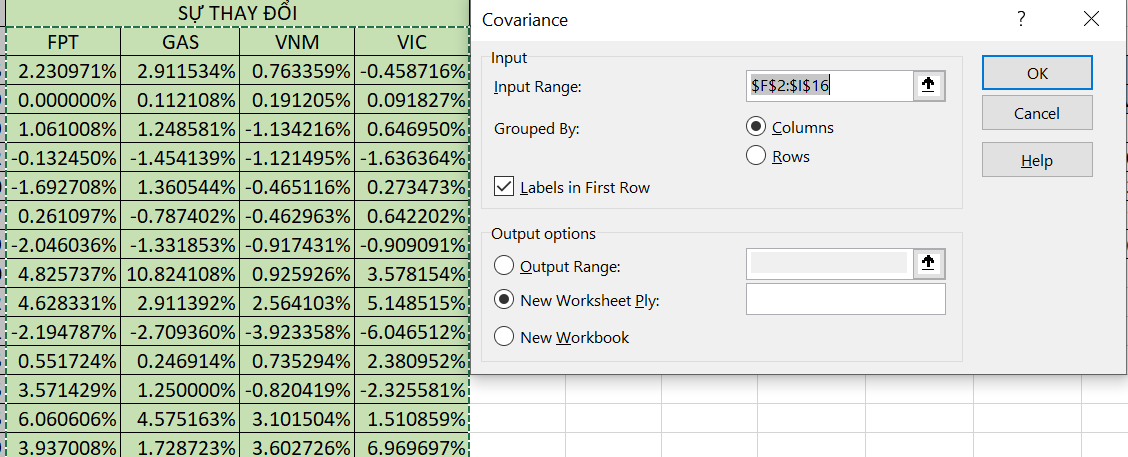 SỰ THAY ĐỔI
FPT GAS VNM VIC
2.230971% 2.911534% 0.763359% -0.458716%
0.000000% 0.112108% 0.191205% 0.091827%
1.061008% 1.248581% -1.134216% 0.646950%
-0.132450% -1.454139% -1.121495% -1.636364%
-1.692708% 1.360544% -0.465116% 0.273473%
0.261097% -0.787402% -0.462963% 0.642202%
-2.046036% -1.331853% -0.917431% -0.909091%
4.825737% 10.824108% 0.925926% 3.578154%
4.628331% 2.911392% 2.564103% 5.148515%
-2.194787% -2.709360% -3.923358% -6.046512%
0.551724% 0.246914% 0.735294% 2.380952%
3.571429% 1.250000% -0.820419% -2.325581%
6.060606% 4.575163% 3.101504% 1.510859%
3.937008% 1.728723% 3.602726% 6.969697%
Covariance ?
Input
Input Range: $F$2:$I$16
Grouped By: Columns
Rows
Labels in First Row
Output options
Output Range:
New Worksheet Ply:
New Workbook
OK
Cancel
Help